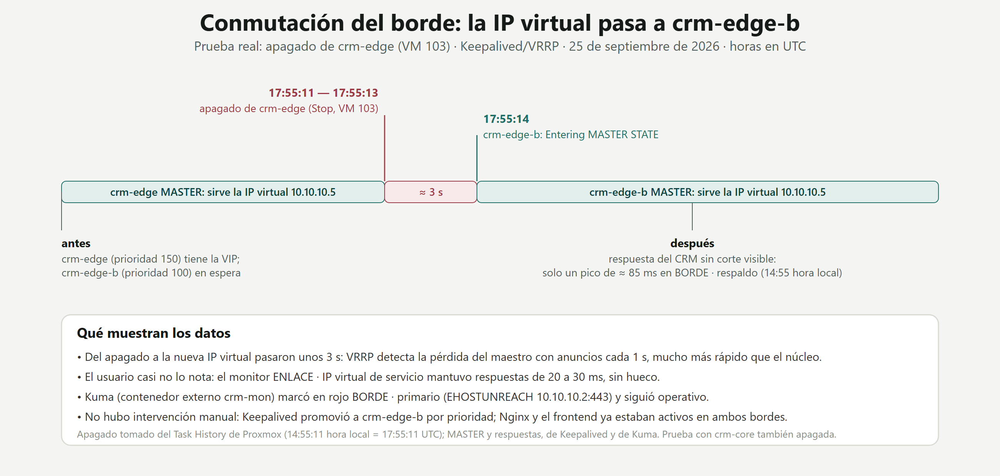 Conmutación del borde: la IP virtual pasa a crm-edge-b
Prueba real: apagado de crm-edge (VM 103) · Keepalived/VRRP · 25 de septiembre de 2026 · horas en UTC
17:55:11 — 17:55:13
apagado de crm-edge (Stop, VM 103)
17:55:14
crm-edge-b: Entering MASTER STATE
crm-edge MASTER: sirve la IP virtual 10.10.10.5
≈ 3 s
crm-edge-b MASTER: sirve la IP virtual 10.10.10.5
antes
crm-edge (prioridad 150) tiene la VIP;
crm-edge-b (prioridad 100) en espera
después
respuesta del CRM sin corte visible:
solo un pico de ≈ 85 ms en BORDE · respaldo (14:55 hora local)
Qué muestran los datos
• Del apagado a la nueva IP virtual pasaron unos 3 s: VRRP detecta la pérdida del maestro con anuncios cada 1 s, mucho más rápido que el núcleo.
• El usuario casi no lo nota: el monitor ENLACE · IP virtual de servicio mantuvo respuestas de 20 a 30 ms, sin hueco.
• Kuma (contenedor externo crm-mon) marcó en rojo BORDE · primario (EHOSTUNREACH 10.10.10.2:443) y siguió operativo.
• No hubo intervención manual: Keepalived promovió a crm-edge-b por prioridad; Nginx y el frontend ya estaban activos en ambos bordes.
Apagado tomado del Task History de Proxmox (14:55:11 hora local = 17:55:11 UTC); MASTER y respuestas, de Keepalived y de Kuma. Prueba con crm-core también apagada.